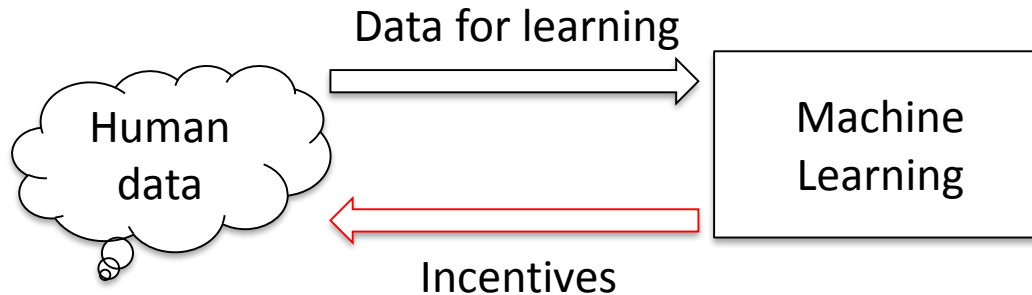 Data for learning
Human
data
Machine
Learning
Incentives